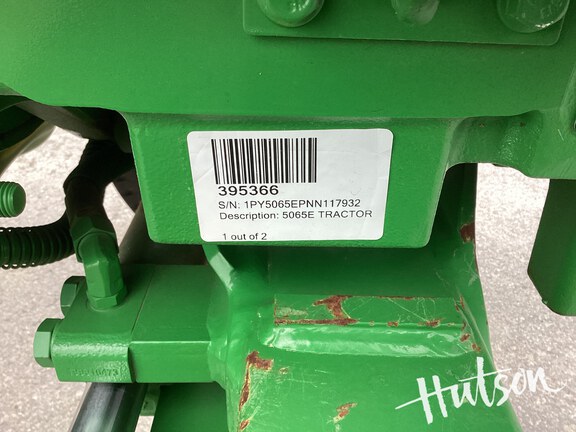 395366
S/N: 1PY5065EPNN117932
Description: 5065E TRACTOR
1 out of 2
Hutson